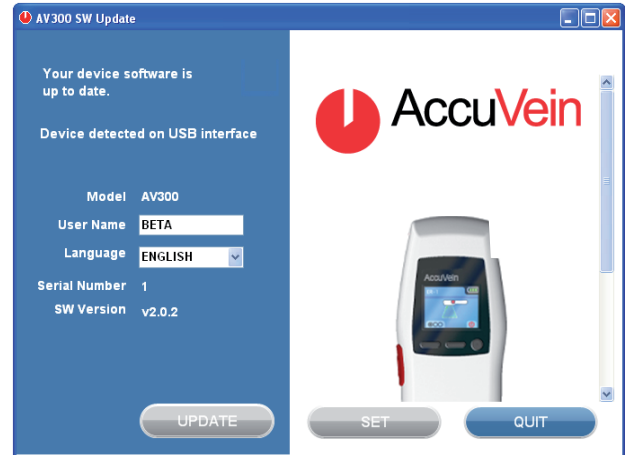 AV300 SW Update
Your device software is
up to date.
Device detected on USB interface
Model AV300
User Name BETA
Language ENGLISH
Serial Number 1
SW Version v2.0.2
UPDATE
AccuVein
AccuVein
SET
QUIT